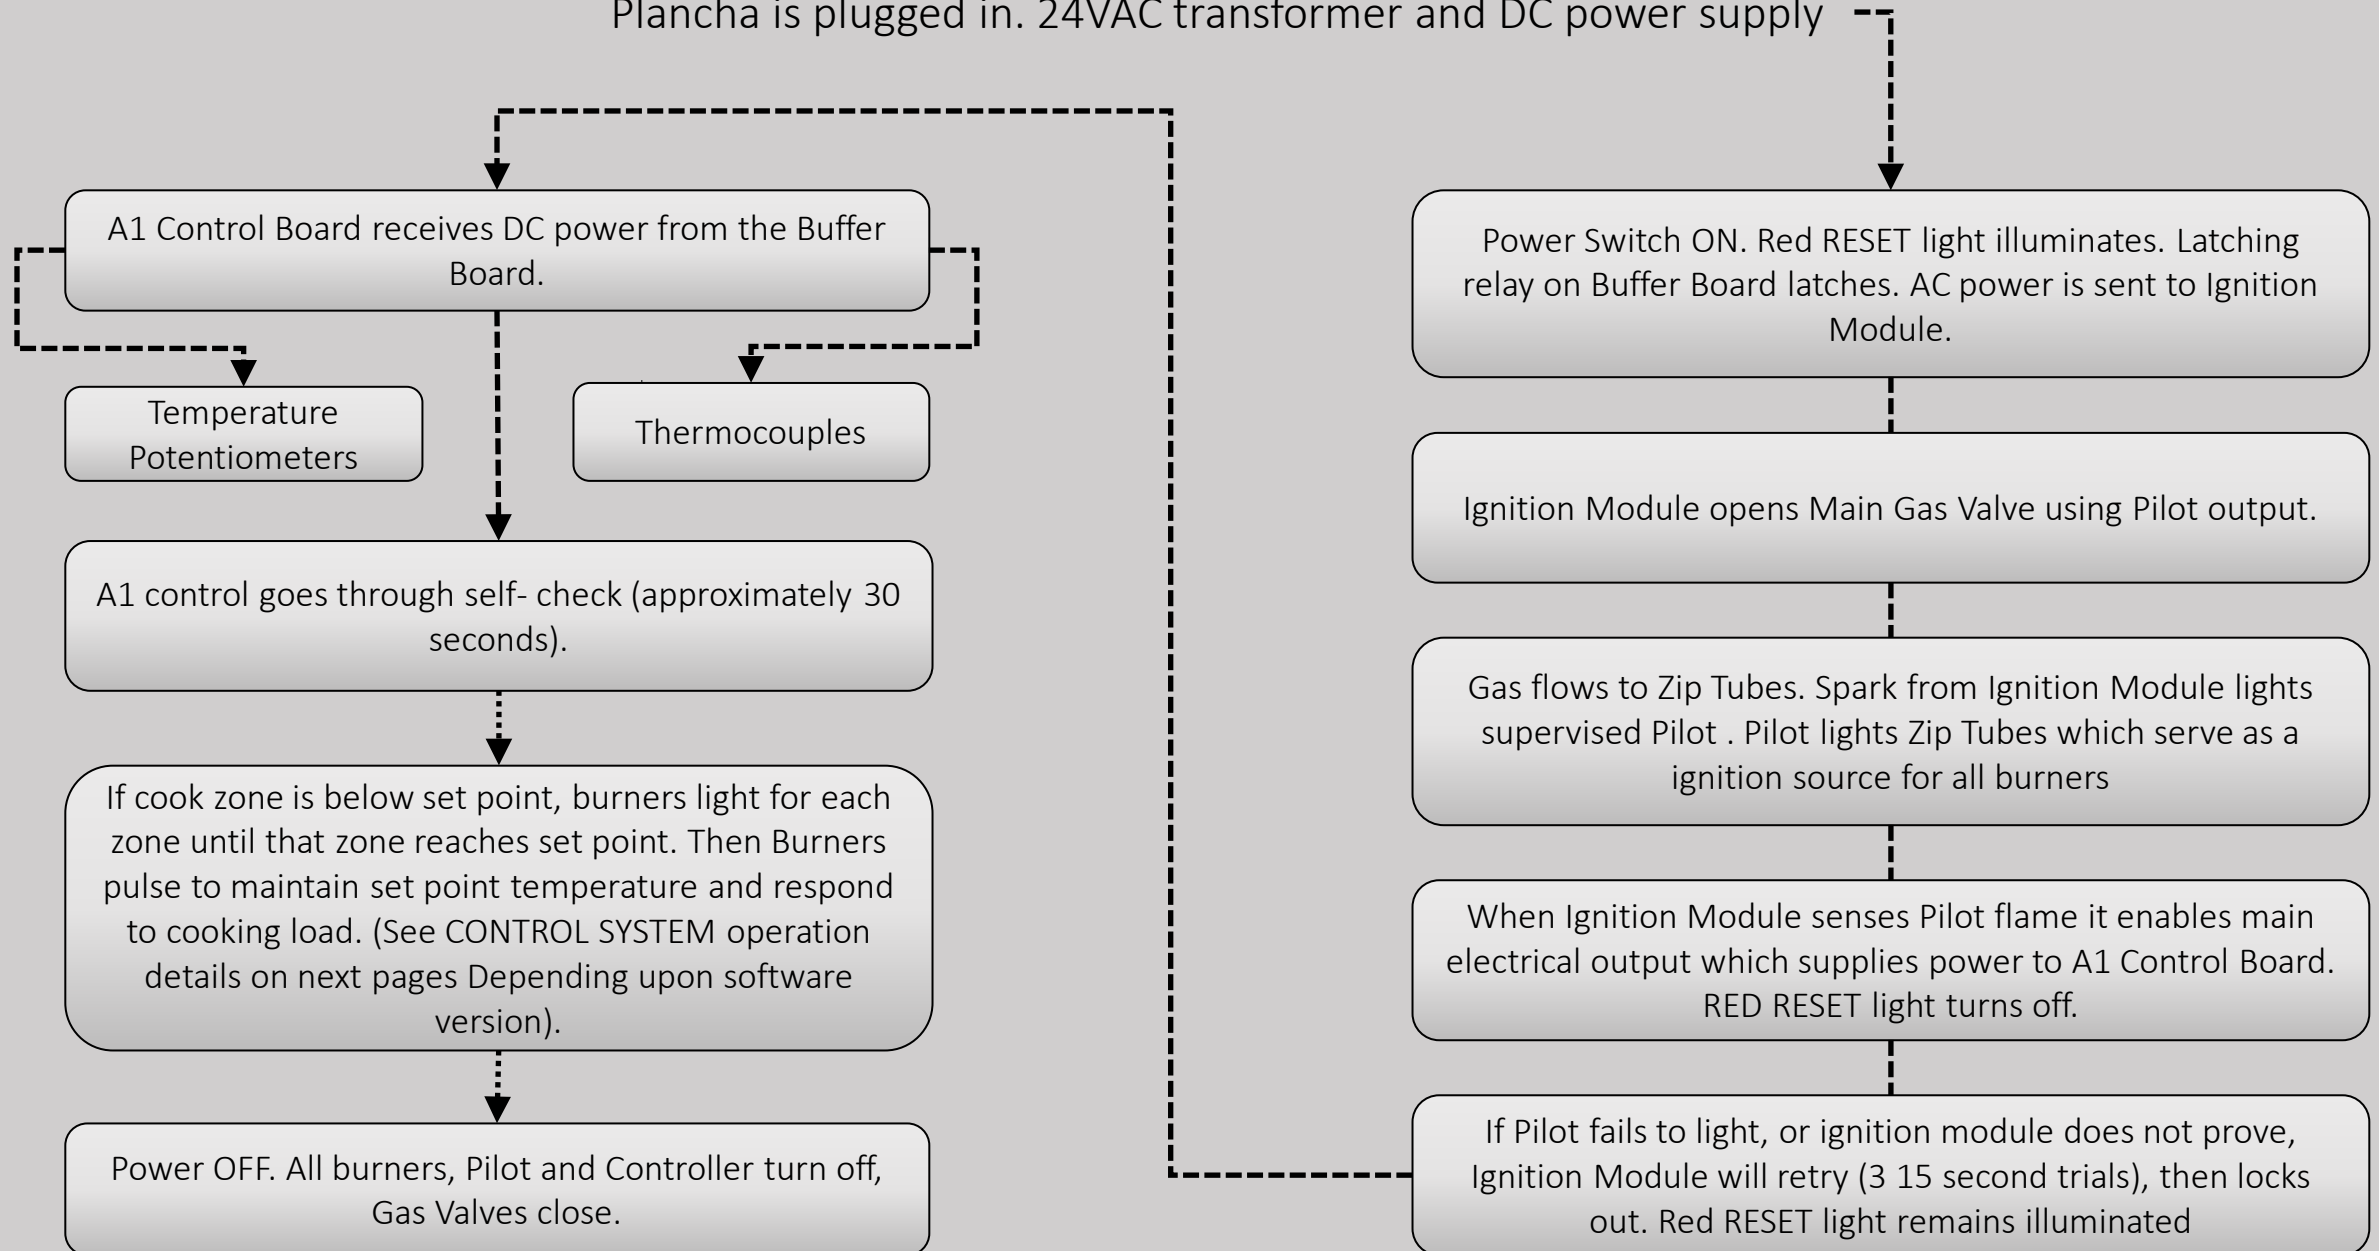 Plancha is plugged in. 24VAC transformer and DC power supply
Power Switch ON. Red RESET light illuminates. Latching
relay on Buffer Board latches. AC power is sent to Ignition
Module.
Ignition Module opens Main Gas Valve using Pilot output.
Gas flows to Zip Tubes. Spark from Ignition Module lights
supervised Pilot . Pilot lights Zip Tubes which serve as a
ignition source for all burners
When Ignition Module senses Pilot flame it enables main
electrical output which supplies power to A1 Control Board.
RED RESET light turns off.
If Pilot fails to light, or ignition module does not prove,
Ignition Module will retry (3 15 second trials), then locks
out. Red RESET light remains illuminated
A1 Control Board receives DC power from the Buffer
Board.
Temperature
Potentiometers
Thermocouples
A1 control goes through self- check (approximately 30
seconds).
If cook zone is below set point, burners light for each
zone until that zone reaches set point. Then Burners
pulse to maintain set point temperature and respond
to cooking load. (See CONTROL SYSTEM operation
details on next pages Depending upon software
version).
Power OFF. All burners, Pilot and Controller turn off,
Gas Valves close.